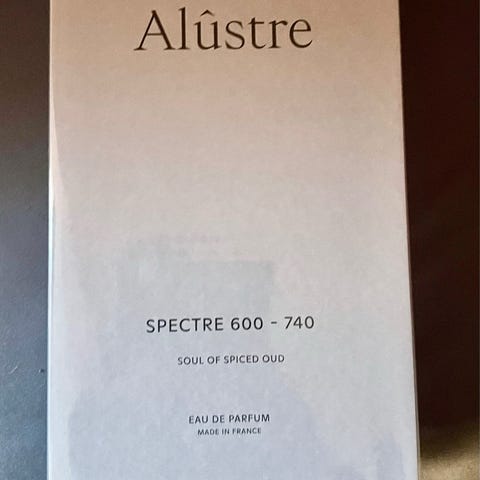 Alûstre
SPECTRE 600 - 740
SOUL OF SPICED OUD
EAU DE PARFUM
MADE IN FRANCE